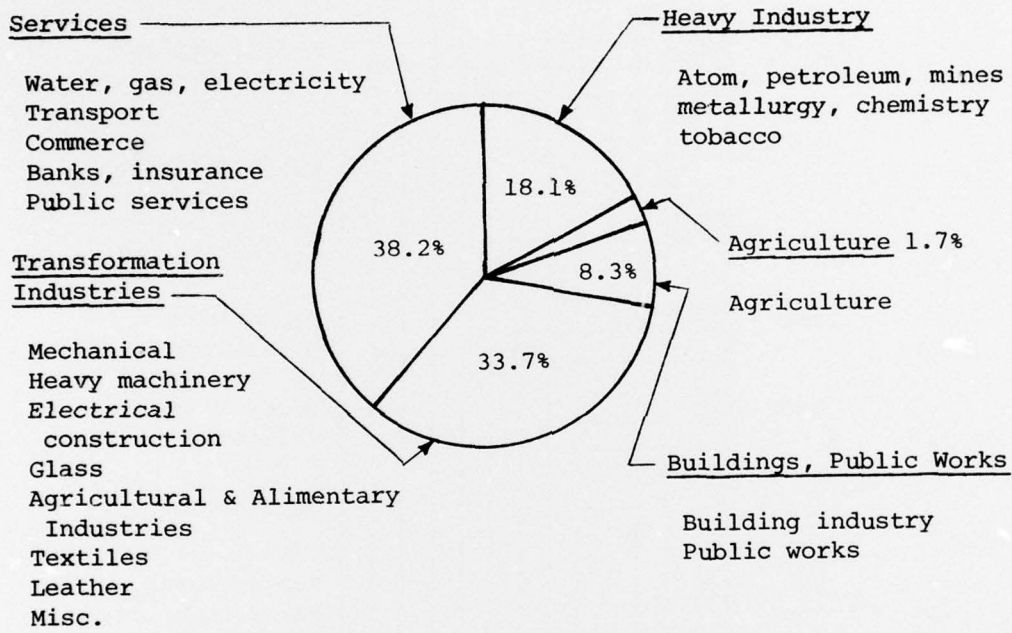 Services
Water, gas, electricity
Transport
Commerce
Banks, insurance
Public services
Heavy Industry
Atom, petroleum, mines
metallurgy, chemistry
tobacco
18.1%
38.2%
Agriculture 1.7%
Agriculture
8.3%
33.7%
Transformation
Industries
Mechanical
Heavy machinery
Electrical
construction
Glass
Agricultural & Alimentary
Industries
Textiles
Leather
Misc.
Buildings, Public Works
Building industry
Public works